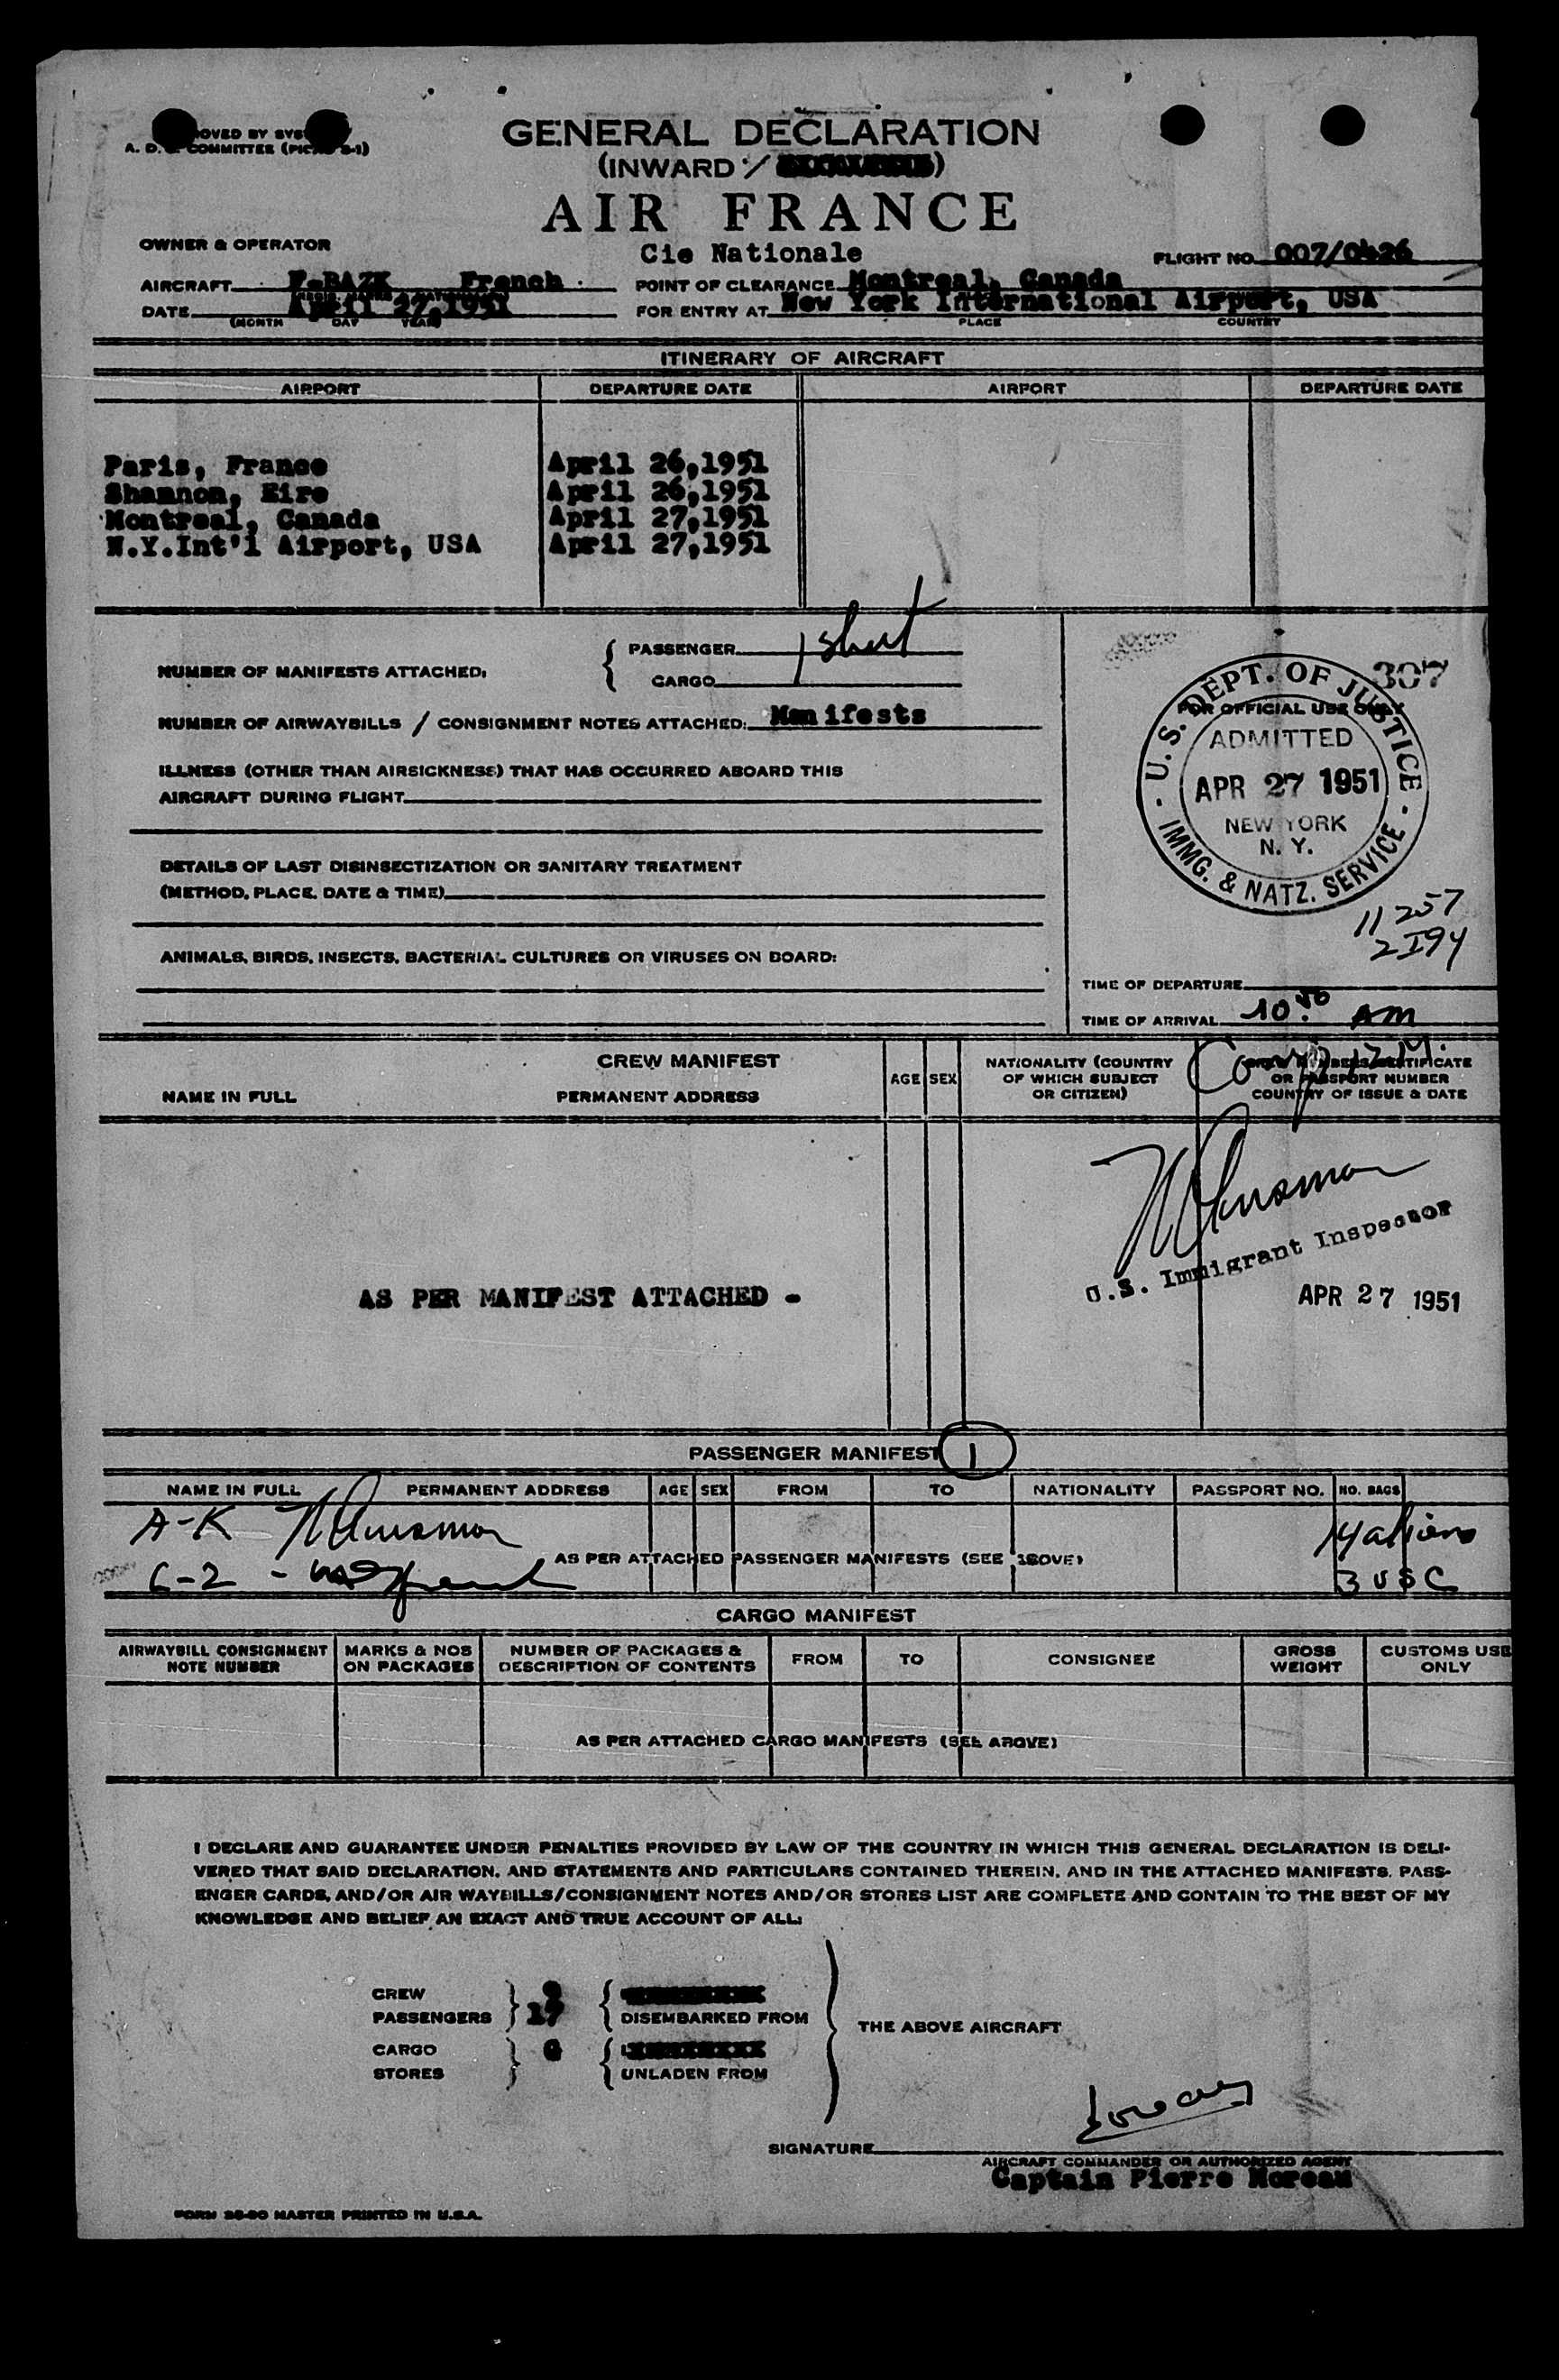 GENERAL DECLARATION
(INWARD /
A. D. COMMITTEE
AIR FRANCE
OWNER & OPERATOR
Cie Nationale
FLIGHT NO. 007/0426
AIRCRAFT F-BAZK French
POINT OF CLEARANCE Montreal, Canada
DATE April 27,1951
FOR ENTRY AT New York International Airport, USA
(MONTH DAY YEAR)
PLACE COUNTRY
ITINERARY OF AIRCRAFT
AIRPORT DEPARTURE DATE AIRPORT DEPARTURE DATE
Paris, France April 26,1951
Shannon, Eire April 26,1951
Montreal, Canada April 27,1951
N.Y.Int'l Airport, USA April 27,1951
NUMBER OF MANIFESTS ATTACHED:
PASSENGER 1 sheet
CARGO
NUMBER OF AIRWAYBILLS / CONSIGNMENT NOTES ATTACHED: Manifests
ILLNESS (OTHER THAN AIRSICKNESS) THAT HAS OCCURRED ABOARD THIS
AIRCRAFT DURING FLIGHT
DETAILS OF LAST DISINSECTIZATION OR SANITARY TREATMENT
(METHOD, PLACE, DATE & TIME)
ANIMALS, BIRDS, INSECTS, BACTERIAL CULTURES OR VIRUSES ON BOARD:
307
U.S. DEPT. OF JUSTICE
FOR OFFICIAL USE ONLY
ADMITTED
APR 27 1951
NEW YORK
N. Y.
IMMG. & NATZ. SERVICE
11 257
TIME OF DEPARTURE
TIME OF ARRIVAL AM
CREW MANIFEST
NAME IN FULL PERMANENT ADDRESS
AGE SEX
NATIONALITY (COUNTRY
OF WHICH SUBJECT
OR CITIZEN)
CERTIFICATE
OR PASSPORT NUMBER
COUNTRY OF ISSUE & DATE
U.S. Immigrant Inspector
APR 27 1951
AS PER MANIFEST ATTACHED -
PASSENGER MANIFEST 1
NAME IN FULL PERMANENT ADDRESS AGE SEX FROM TO NATIONALITY PASSPORT NO. NO. BAGS
A-K
AS PER ATTACHED PASSENGER MANIFESTS (SEE ABOVE)
14 aliens
3 USC
CARGO MANIFEST
AIRWAYBILL CONSIGNMENT
NOTE NUMBER
MARKS & NOS
ON PACKAGES
NUMBER OF PACKAGES &
DESCRIPTION OF CONTENTS
FROM
TO
CONSIGNEE
GROSS
WEIGHT
CUSTOMS USE
ONLY
AS PER ATTACHED CARGO MANIFESTS (SEE ABOVE)
I DECLARE AND GUARANTEE UNDER PENALTIES PROVIDED BY LAW OF THE COUNTRY IN WHICH THIS GENERAL DECLARATION IS DELI-
VERED THAT SAID DECLARATION, AND STATEMENTS AND PARTICULARS CONTAINED THEREIN, AND IN THE ATTACHED MANIFESTS, PASS-
ENGER CARDS, AND/OR AIR WAYBILLS/CONSIGNMENT NOTES AND/OR STORES LIST ARE COMPLETE AND CONTAIN TO THE BEST OF MY
KNOWLEDGE AND BELIEF AN EXACT AND TRUE ACCOUNT OF ALL:
CREW
PASSENGERS 17 DISEMBARKED FROM
THE ABOVE AIRCRAFT
CARGO
STORES UNLADEN FROM
SIGNATURE
AIRCRAFT COMMANDER OR AUTHORIZED AGENT
Captain Pierre Moreau
MASTER PRINTED IN U.S.A.